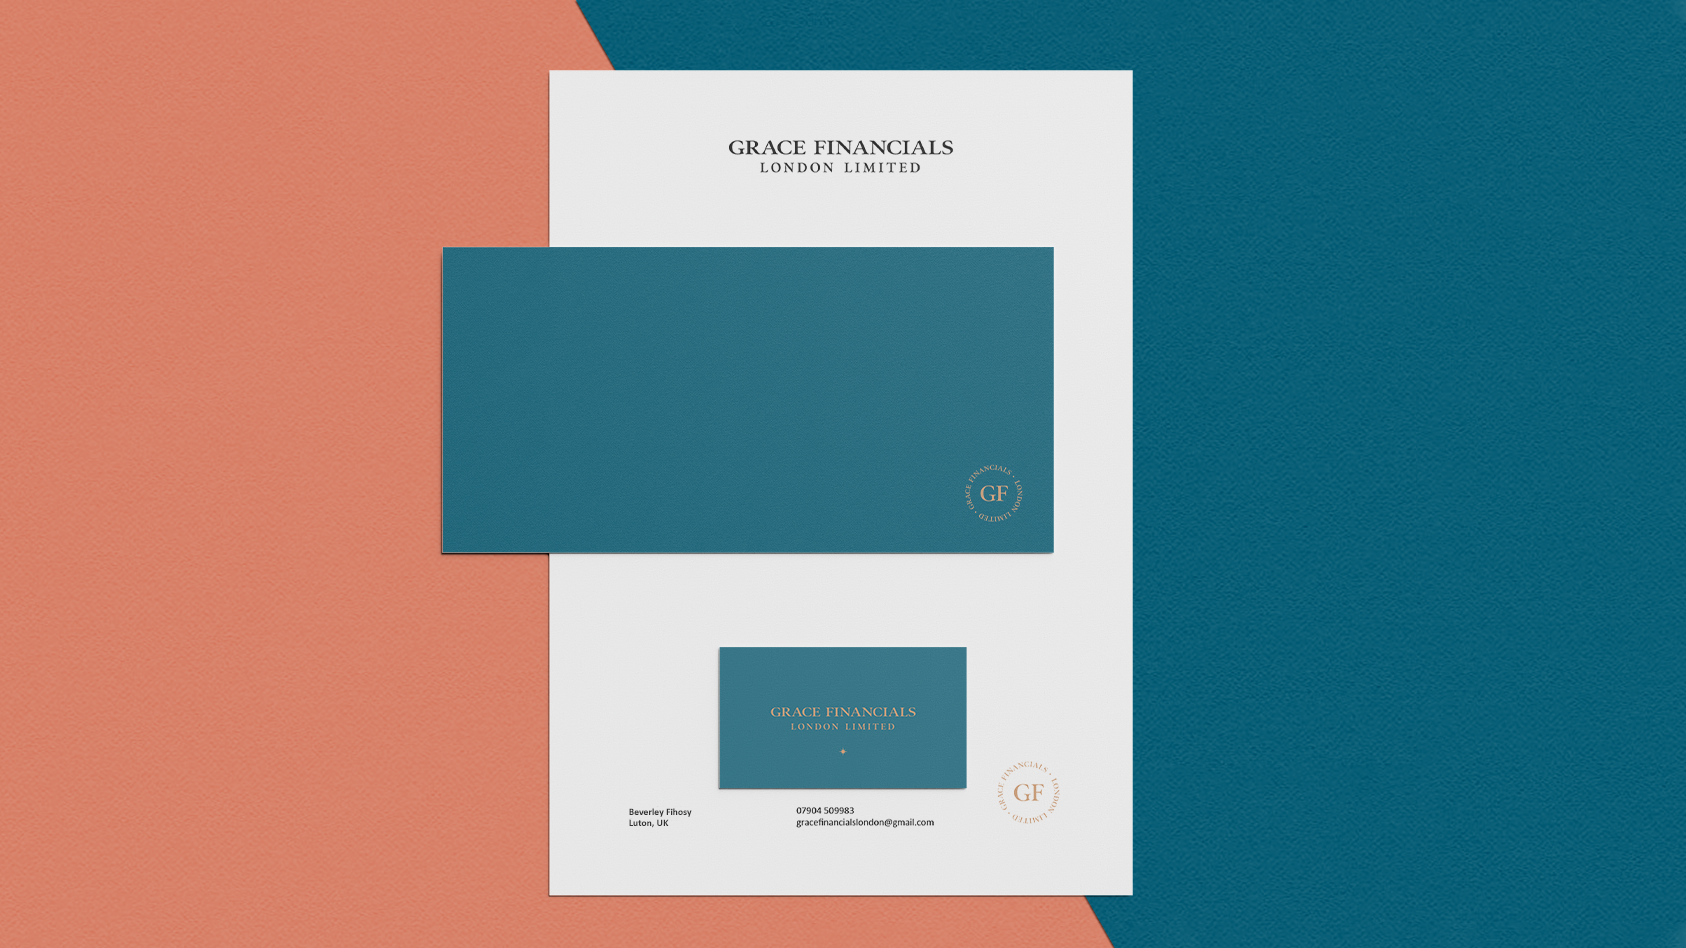 GRACE FINANCIALS
LONDON LIMITED
GRACE FINANCIALS • LONDON LIMITED •
GF
GRACE FINANCIALS
LONDON LIMITED
GRACE FINANCIALS • LONDON LIMITED •
GF
Beverley Fihosy
Luton, UK
07904 509983
gracefinancialslondon@gmail.com